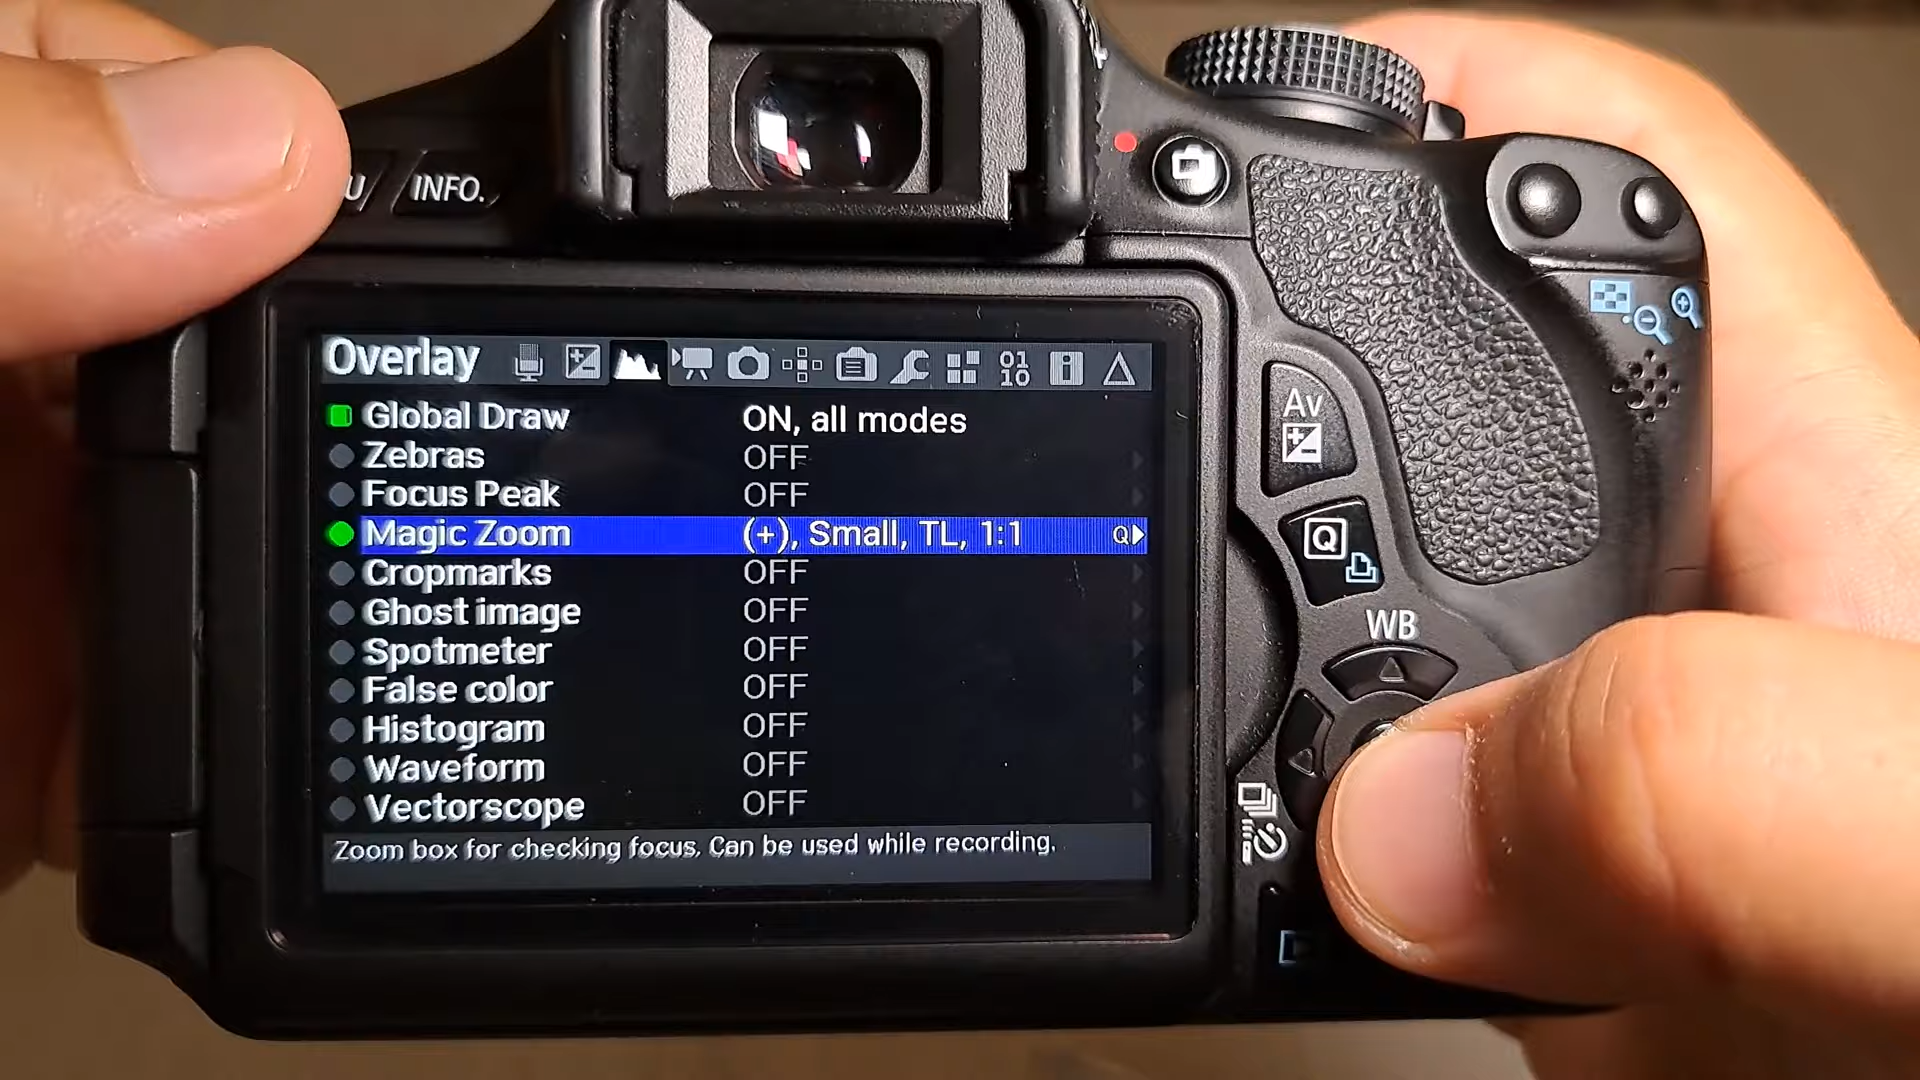 INFO.
Overlay
Global Draw ON, all modes
Zebras OFF
Focus Peak OFF
Magic Zoom (+), Small, TL, 1:1 Q
Cropmarks OFF
Ghost image OFF
Spotmeter OFF
False color OFF
Histogram OFF
Waveform OFF
Vectorscope OFF
Zoom box for checking focus. Can be used while recording.
Av
Q
WB